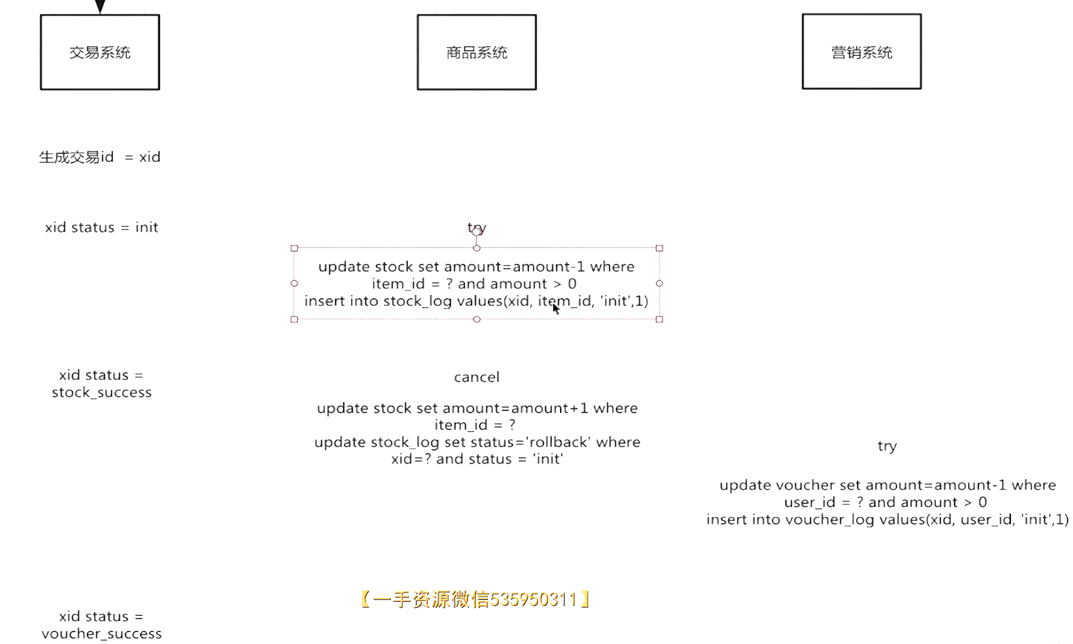 交易系统
商品系统
营销系统
生成交易id = xid
xid status = init
try
update stock set amount=amount-1 where
item_id = ? and amount > 0
insert into stock_log values(xid, item_id, 'init',1)
xid status =
stock_success
cancel
update stock set amount=amount+1 where
item_id = ?
update stock_log set status='rollback' where
xid=? and status = 'init'
try
update voucher set amount=amount-1 where
user_id = ? and amount > 0
insert into voucher_log values(xid, user_id, 'init',1)
【一手资源微信535950311】
xid status =
voucher_success